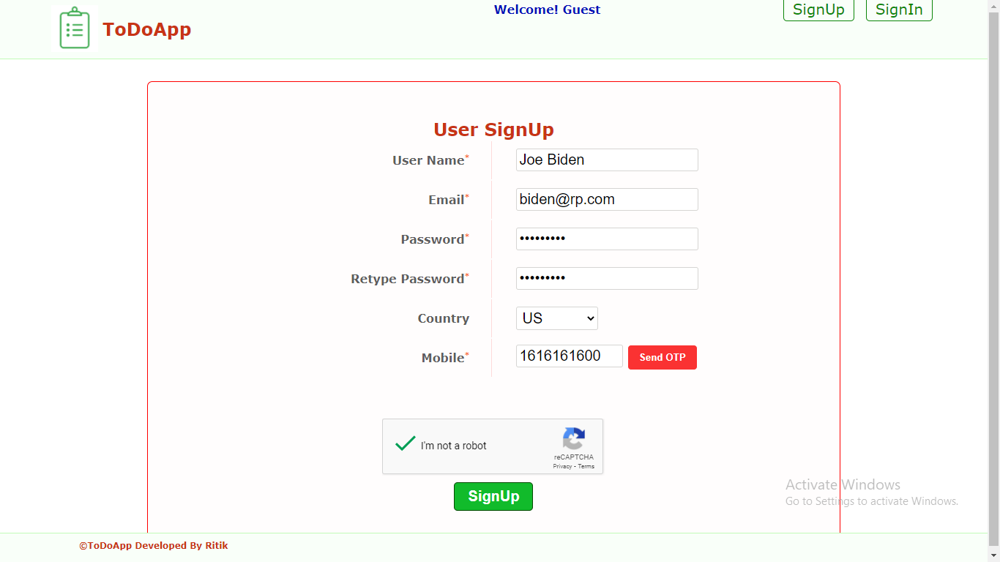 Welcome! Guest
SignUp SignIn
ToDoApp
User SignUp
User Name* Joe Biden
Email* biden@rp.com
Password* •••••••••
Retype Password* •••••••••
Country US
Mobile* 1616161600 Send OTP
I'm not a robot
reCAPTCHA
Privacy - Terms
SignUp
Activate Windows
Go to Settings to activate Windows.
©ToDoApp Developed By Ritik